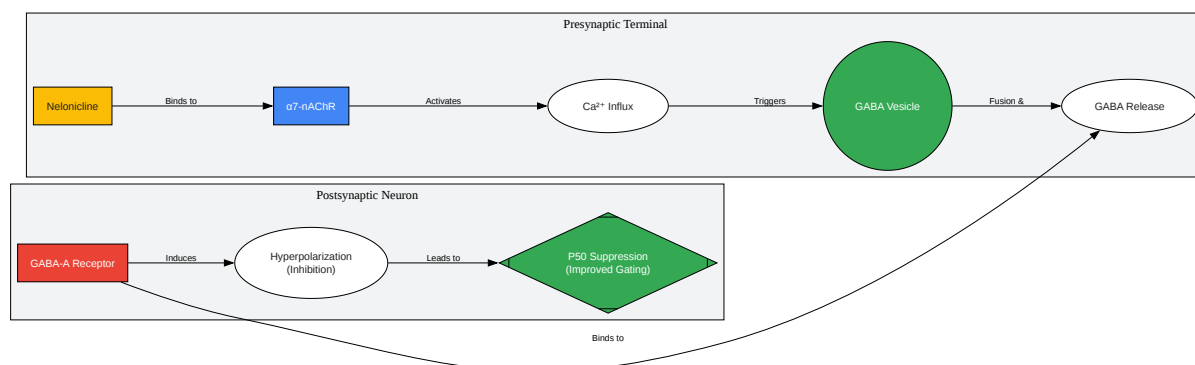 Presynaptic Terminal
Nelonicline
Binds to
α7-nAChR
Activates
Ca²⁺ Influx
Triggers
GABA Vesicle
Fusion &
GABA Release
Postsynaptic Neuron
GABA-A Receptor
Induces
Hyperpolarization
(Inhibition)
Leads to
P50 Suppression
(Improved Gating)
Binds to